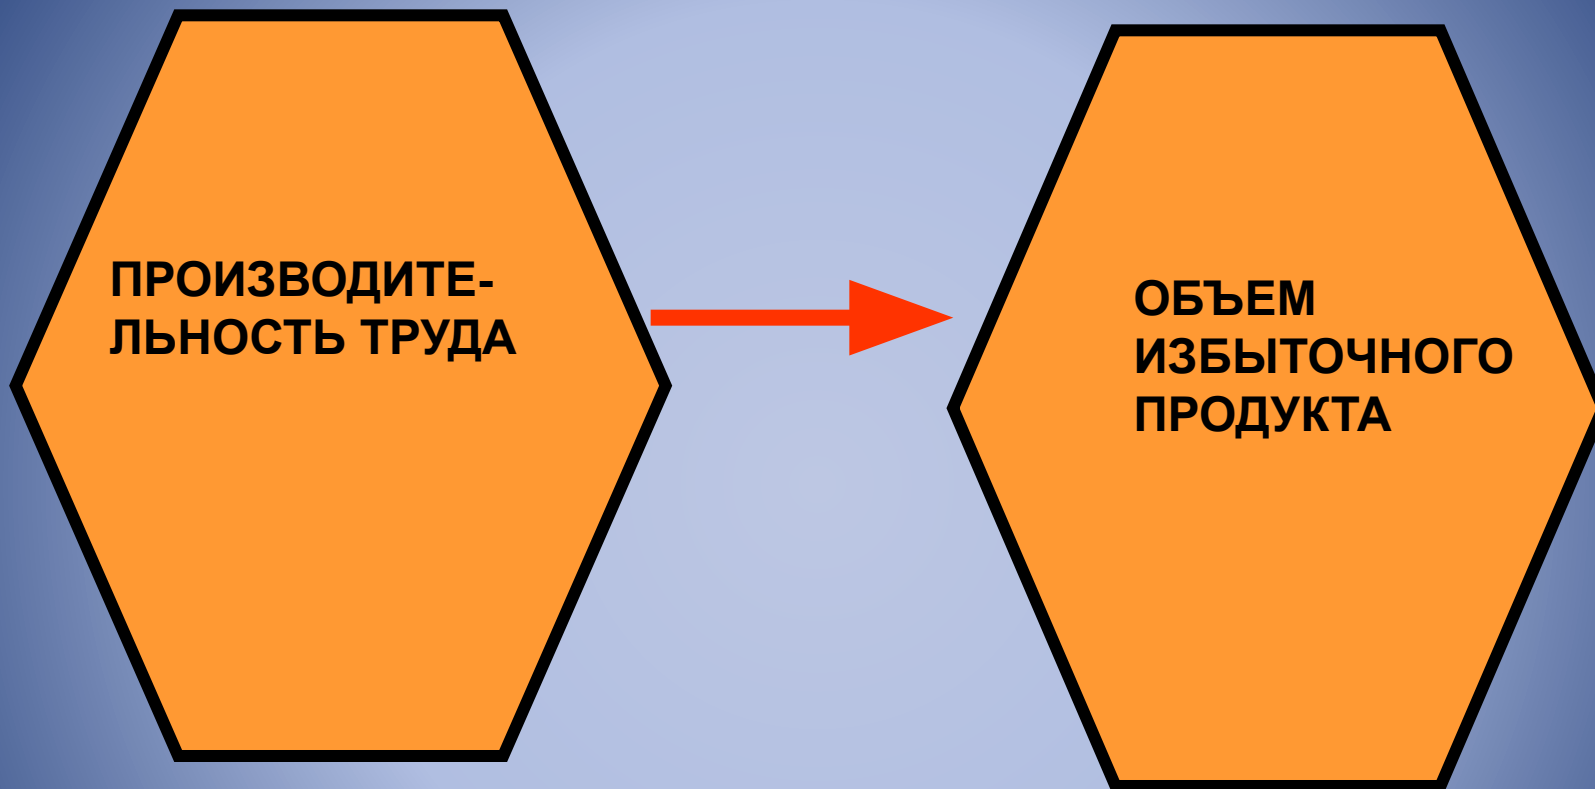 ПРОИЗВОДИТЕ-
ЛЬНОСТЬ ТРУДА
ОБЪЕМ
ИЗБЫТОЧНОГО
ПРОДУКТА